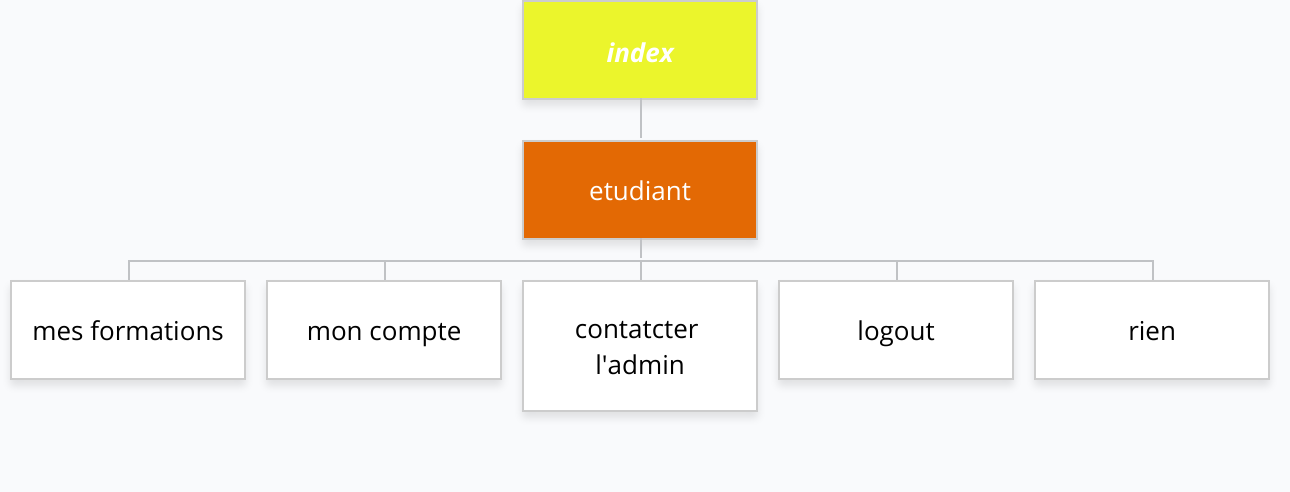 index
etudiant
mes formations
mon compte
contatcter
l'admin
logout
rien